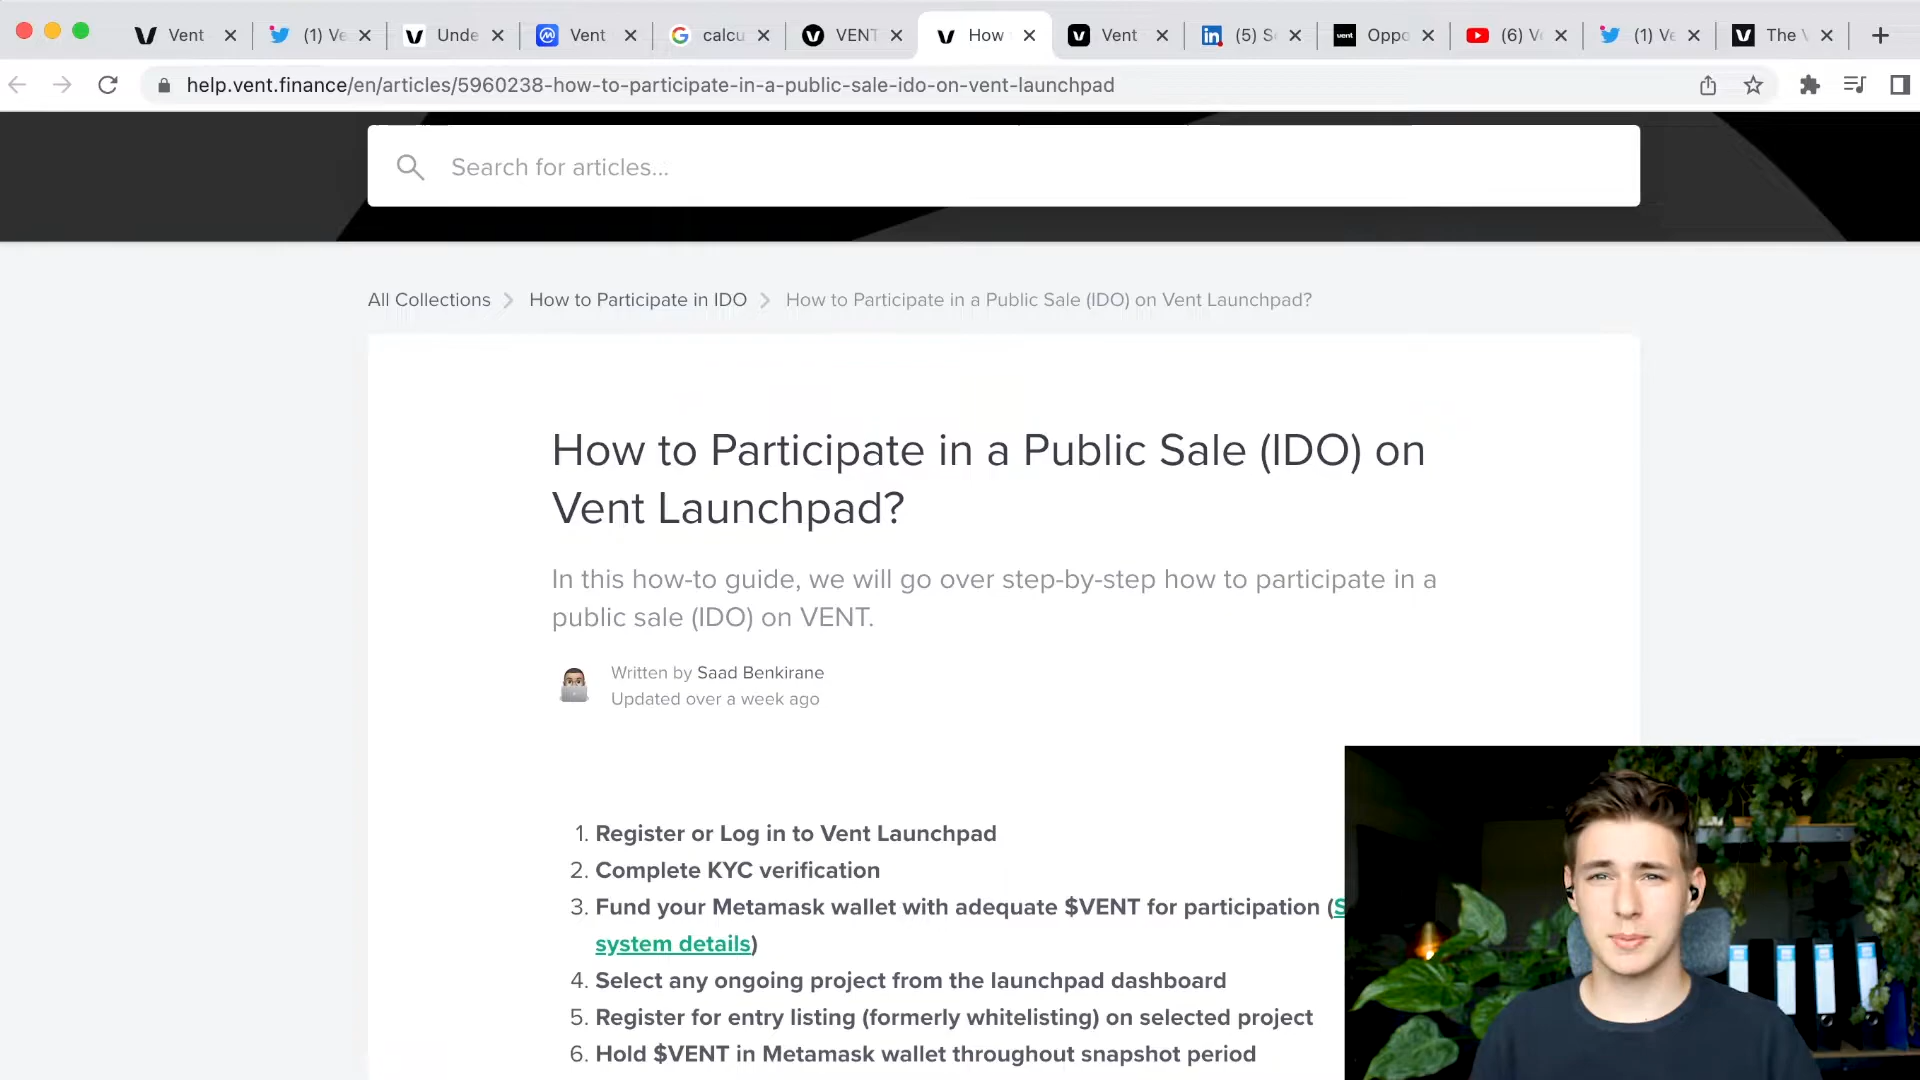 Vent
(1) Ve
Unde
Vent
calcu
VENT
How
Vent
(5) S
vent
Oppo
(6) V
(1) Ve
The V
help.vent.finance/en/articles/5960238-how-to-participate-in-a-public-sale-ido-on-vent-launchpad
Search for articles...
All Collections > How to Participate in IDO > How to Participate in a Public Sale (IDO) on Vent Launchpad?
How to Participate in a Public Sale (IDO) on
Vent Launchpad?
In this how-to guide, we will go over step-by-step how to participate in a
public sale (IDO) on VENT.
Written by Saad Benkirane
Updated over a week ago
1. Register or Log in to Vent Launchpad
2. Complete KYC verification
3. Fund your Metamask wallet with adequate $VENT for participation (S
system details)
4. Select any ongoing project from the launchpad dashboard
5. Register for entry listing (formerly whitelisting) on selected project
6. Hold $VENT in Metamask wallet throughout snapshot period